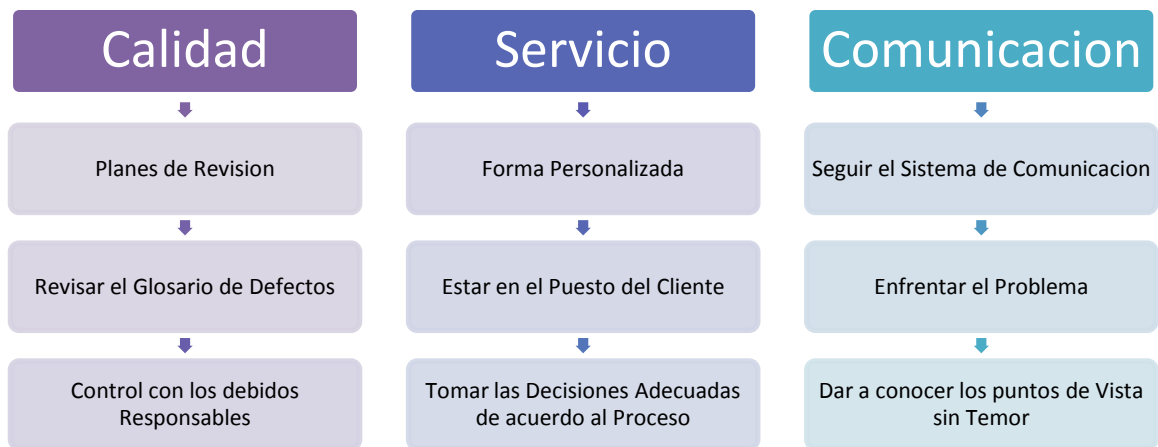 Calidad
Planes de Revision
Revisar el Glosario de Defectos
Control con los debidos
Responsables
Servicio
Forma Personalizada
Estar en el Puesto del Cliente
Tomar las Decisiones Adecuadas
de acuerdo al Proceso
Comunicacion
Seguir el Sistema de Comunicacion
Enfrentar el Problema
Dar a conocer los puntos de Vista
sin Temor